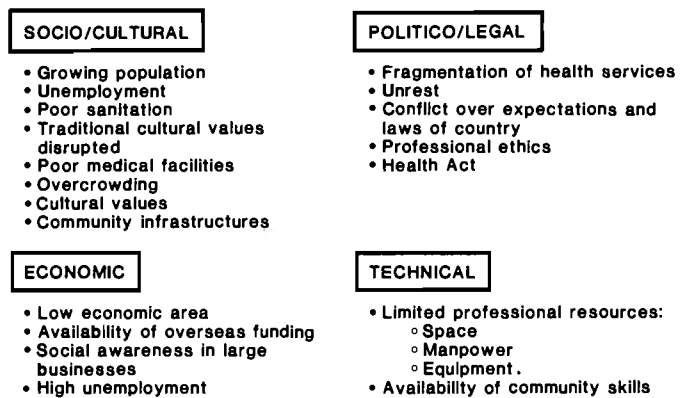 SOCIO/CULTURAL
• Growing population
• Unemployment
• Poor sanitation
• Traditional cultural values
disrupted
• Poor medical facilities
• Overcrowding
• Cultural values
• Community infrastructures
POLITICO/LEGAL
• Fragmentation of health services
• Unrest
• Conflict over expectations and
laws of country
• Professional ethics
• Health Act
ECONOMIC
• Low economic area
• Availability of overseas funding
• Social awareness in large
businesses
• High unemployment
TECHNICAL
• Limited professional resources:
○ Space
○ Manpower
○ Equipment.
• Availability of community skills